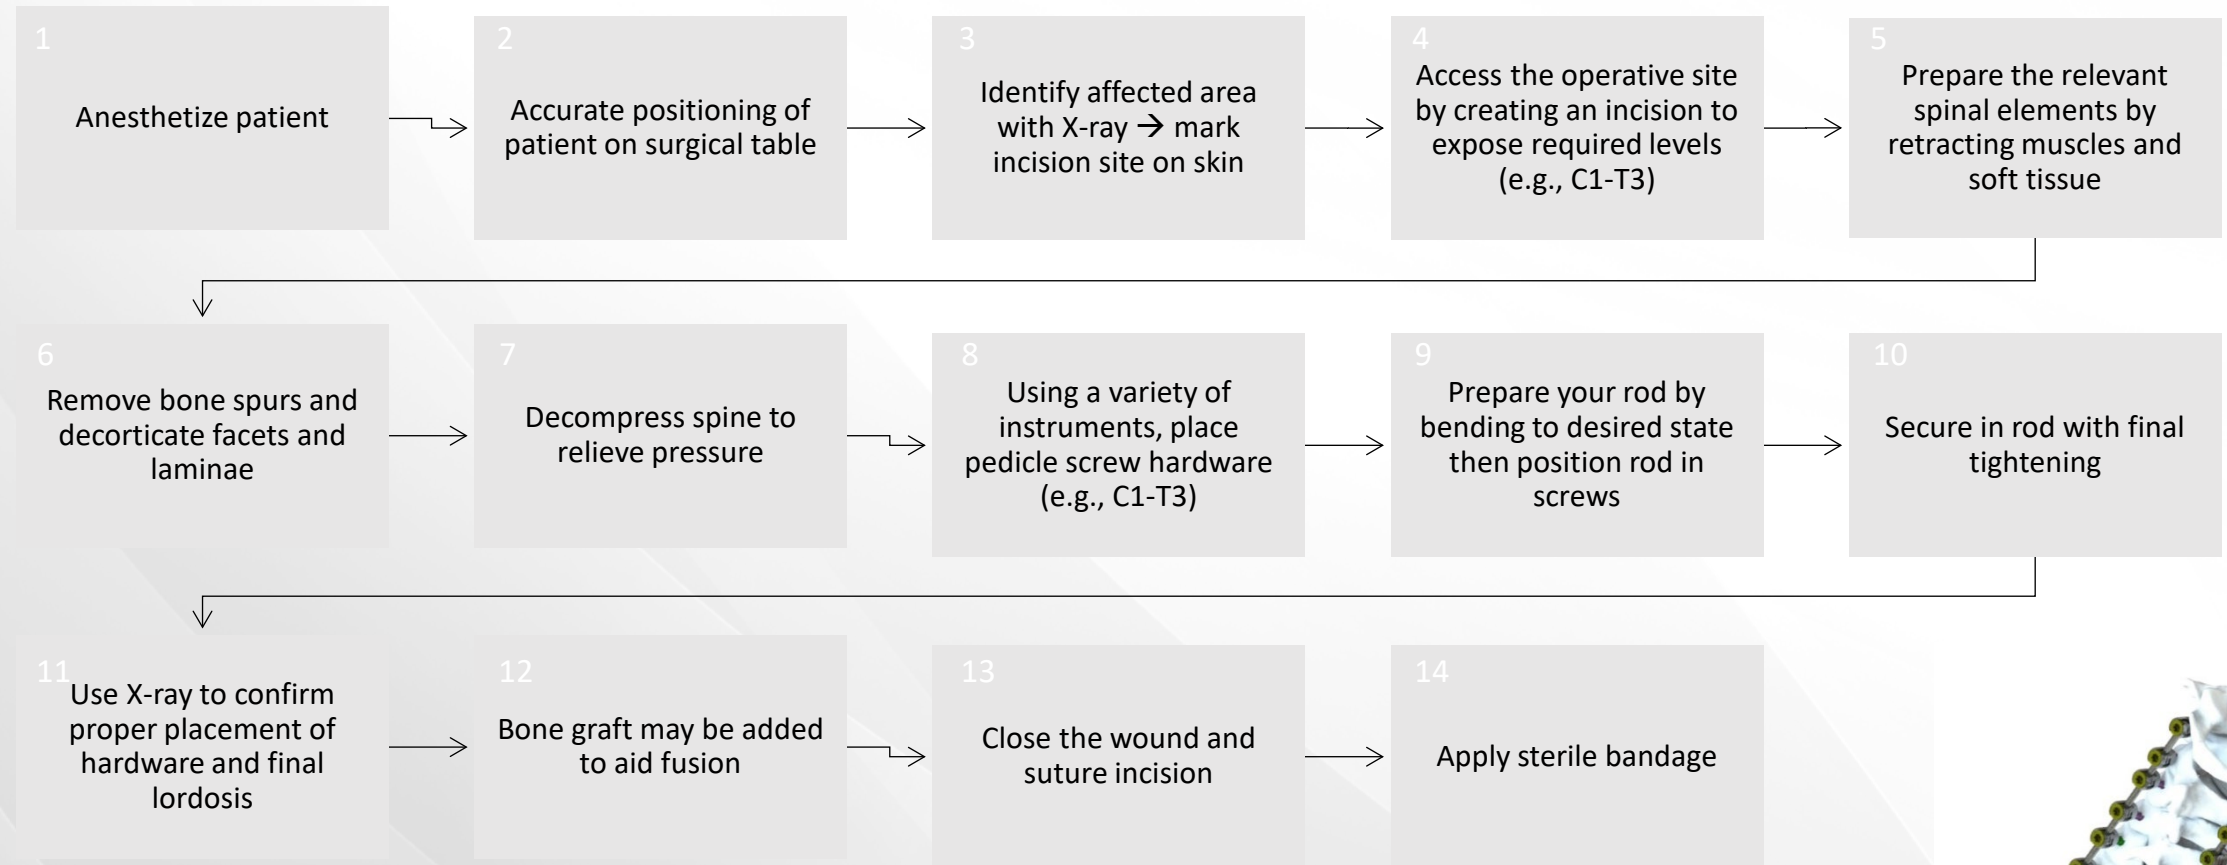 1
Anesthetize patient
2
Accurate positioning of
patient on surgical table
3
Identify affected area
with X-ray → mark
incision site on skin
4
Access the operative site
by creating an incision to
expose required levels
(e.g., C1-T3)
5
Prepare the relevant
spinal elements by
retracting muscles and
soft tissue
6
Remove bone spurs and
decorticate facets and
laminae
7
Decompress spine to
relieve pressure
8
Using a variety of
instruments, place
pedicle screw hardware
(e.g., C1-T3)
9
Prepare your rod by
bending to desired state
then position rod in
screws
10
Secure in rod with final
tightening
11
Use X-ray to confirm
proper placement of
hardware and final
lordosis
12
Bone graft may be added
to aid fusion
13
Close the wound and
suture incision
14
Apply sterile bandage